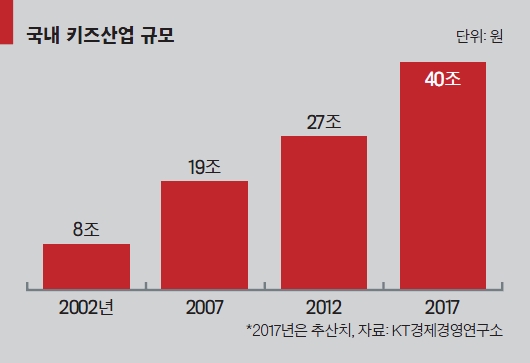 국내 키즈산업 규모
단위: 원
8조
19조
27조
40조
2002년 2007 2012 2017
*2017년은 추산치, 자료: KT경제경영연구소